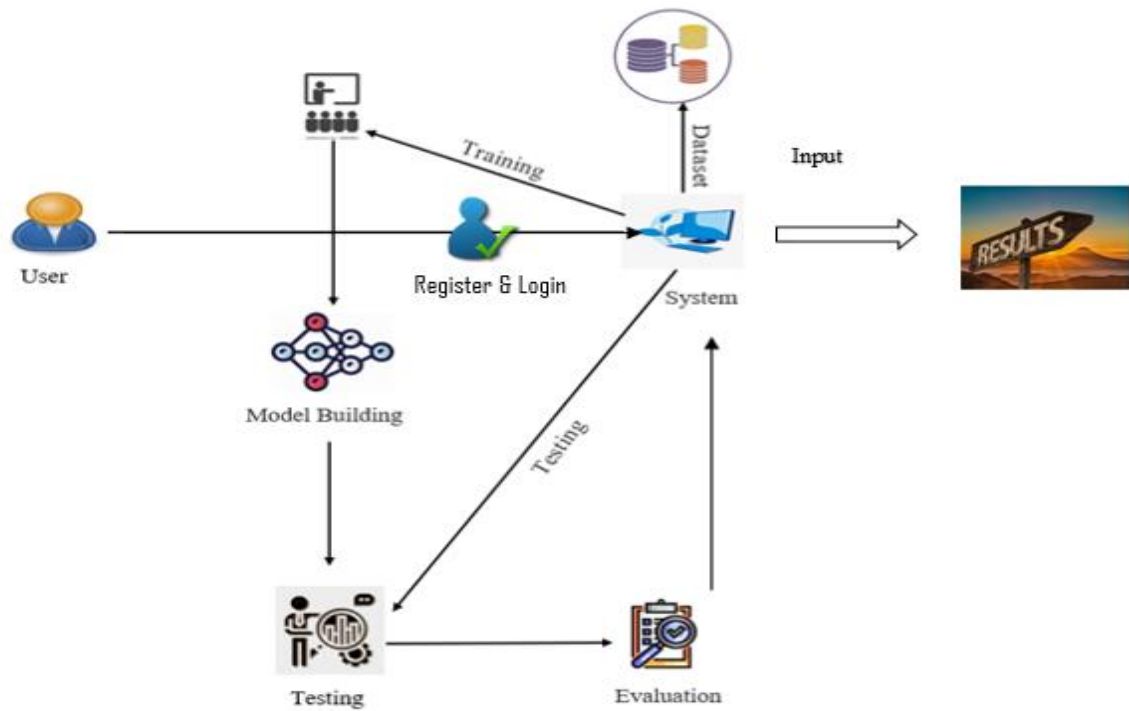 Dataset
Input
Training
User
Register & Login
System
RESULTS
Model Building
Testing
Testing
Evaluation